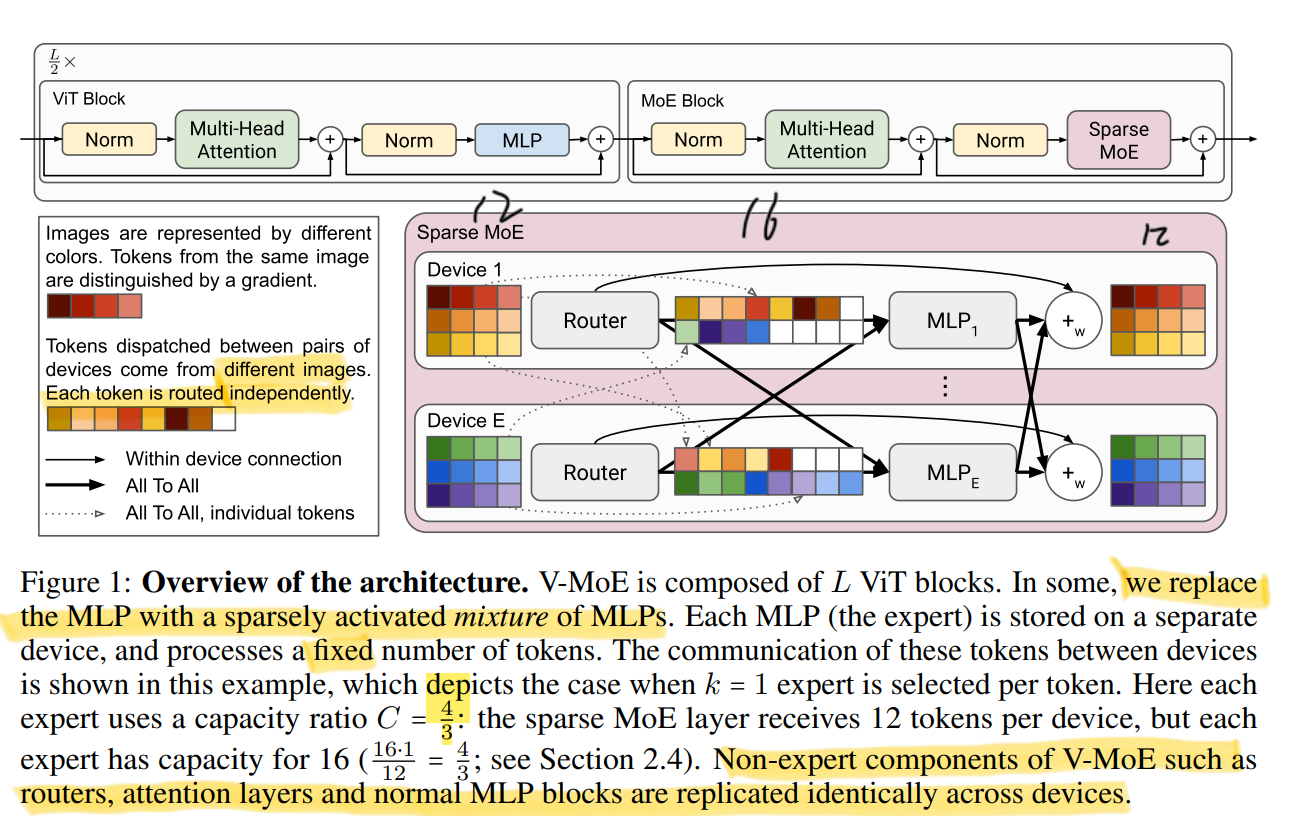 L/2 ×
ViT Block
Norm
Multi-Head
Attention
+
Norm
MLP
+
MoE Block
Norm
Multi-Head
Attention
+
Norm
Sparse
MoE
+
12
16
12
Images are represented by different
colors. Tokens from the same image
are distinguished by a gradient.
Tokens dispatched between pairs of
devices come from different images.
Each token is routed independently.
Within device connection
All To All
All To All, individual tokens
Sparse MoE
Device 1
Router
MLP₁
+w
⋮
Device E
Router
MLP_E
+w
Figure 1: Overview of the architecture. V-MoE is composed of L ViT blocks. In some, we replace
the MLP with a sparsely activated mixture of MLPs. Each MLP (the expert) is stored on a separate
device, and processes a fixed number of tokens. The communication of these tokens between devices
is shown in this example, which depicts the case when k = 1 expert is selected per token. Here each
expert uses a capacity ratio C = 4/3: the sparse MoE layer receives 12 tokens per device, but each
expert has capacity for 16 (16·1/12 = 4/3; see Section 2.4). Non-expert components of V-MoE such as
routers, attention layers and normal MLP blocks are replicated identically across devices.